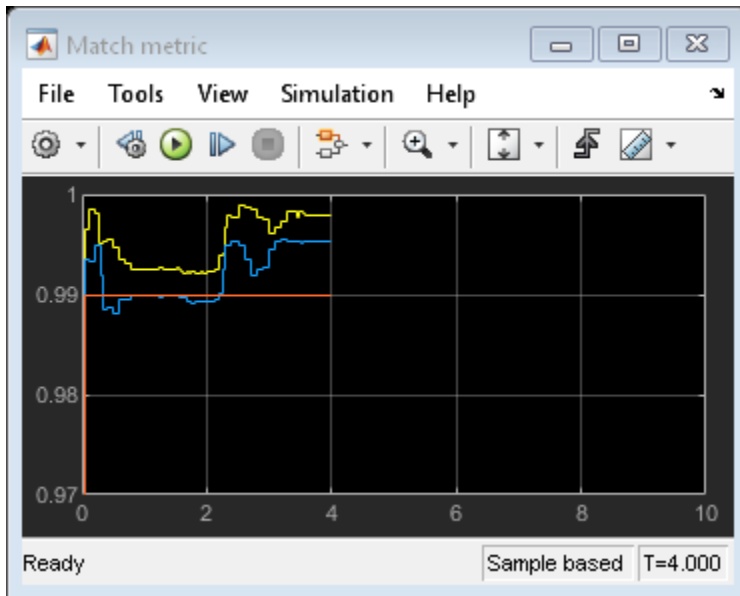 Match metric
File Tools View Simulation Help
1
0.99
0.98
0.97
0 2 4 6 8 10
Ready Sample based T=4.000